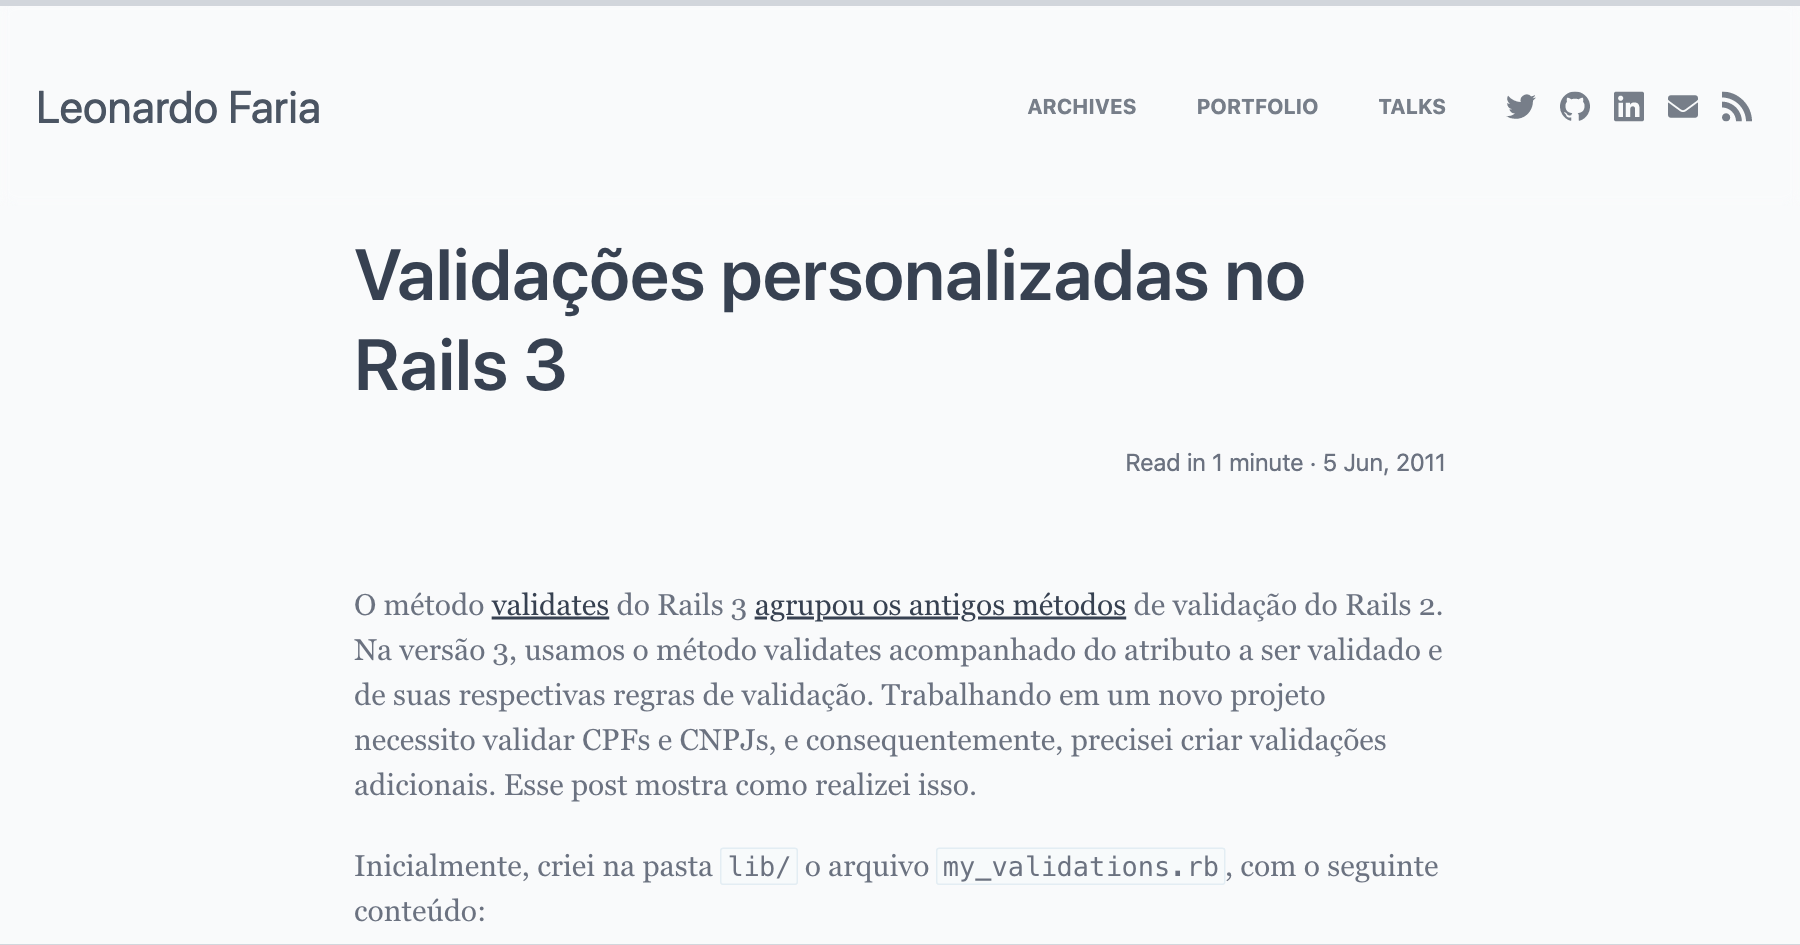 Leonardo Faria
ARCHIVES PORTFOLIO TALKS
Validações personalizadas no
Rails 3
Read in 1 minute · 5 Jun, 2011
O método validates do Rails 3 agrupou os antigos métodos de validação do Rails 2.
Na versão 3, usamos o método validates acompanhado do atributo a ser validado e
de suas respectivas regras de validação. Trabalhando em um novo projeto
necessito validar CPFs e CNPJs, e consequentemente, precisei criar validações
adicionais. Esse post mostra como realizei isso.
Inicialmente, criei na pasta lib/ o arquivo my_validations.rb, com o seguinte
conteúdo: